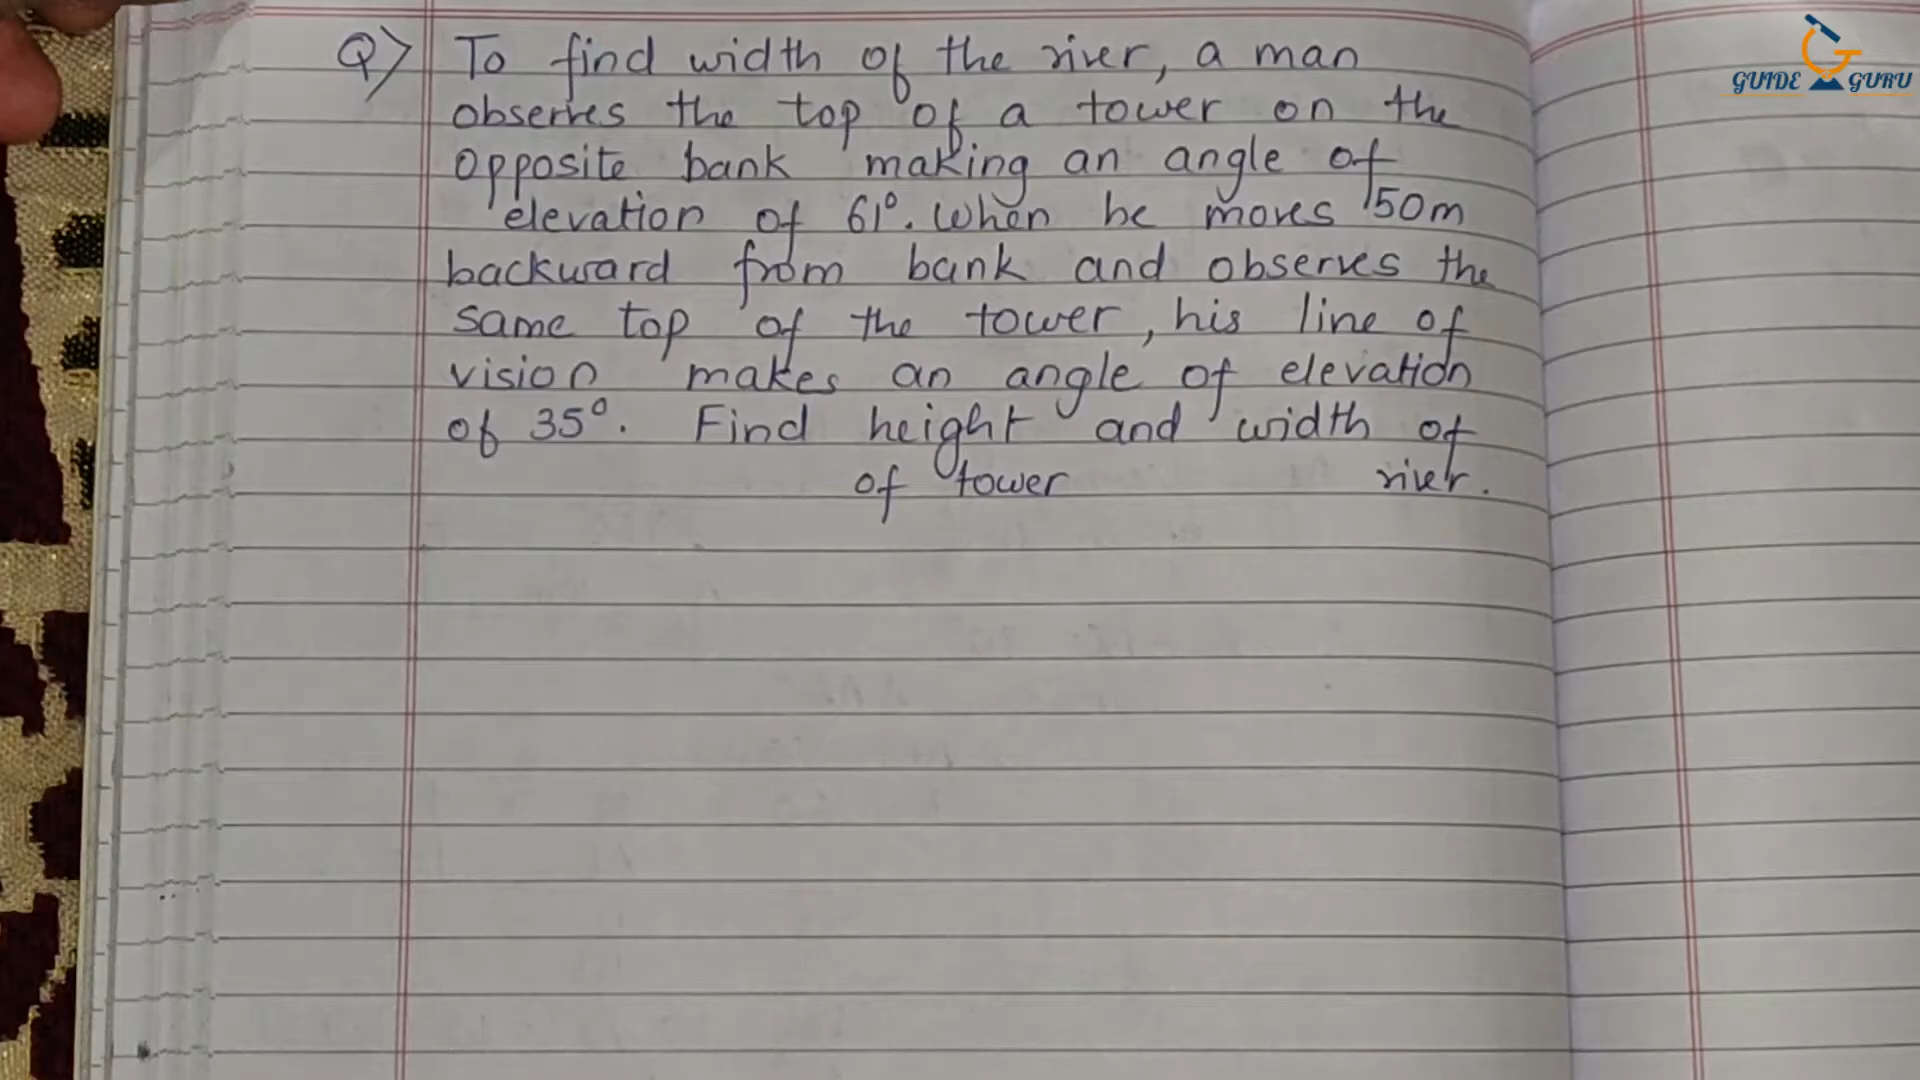 Q> To find width of the river, a man
observes the top of a tower on the
opposite bank making an angle of
elevation of 61°. When he moves 50m
backward from bank and observes the
same top of the tower, his line of
vision makes an angle of elevation
of 35°. Find height and width of
of tower river.
GUIDE GURU